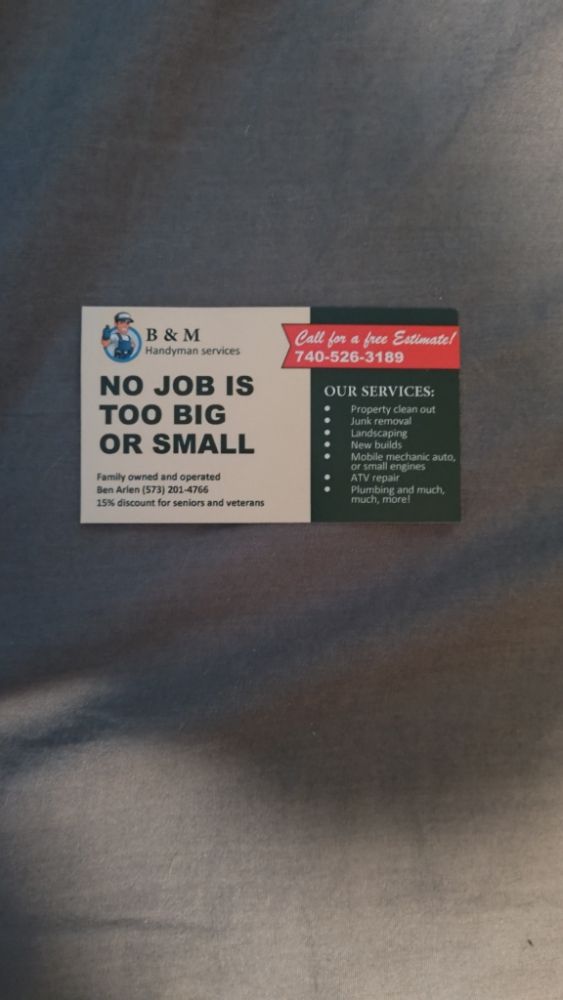 B & M
Handyman services
NO JOB IS
TOO BIG
OR SMALL
Family owned and operated
Ben Arlen (573) 201-4766
15% discount for seniors and veterans
Call for a free Estimate!
740-526-3189
OUR SERVICES:
• Property clean out
• Junk removal
• Landscaping
• New builds
• Mobile mechanic auto,
or small engines
• ATV repair
• Plumbing and much,
much, more!